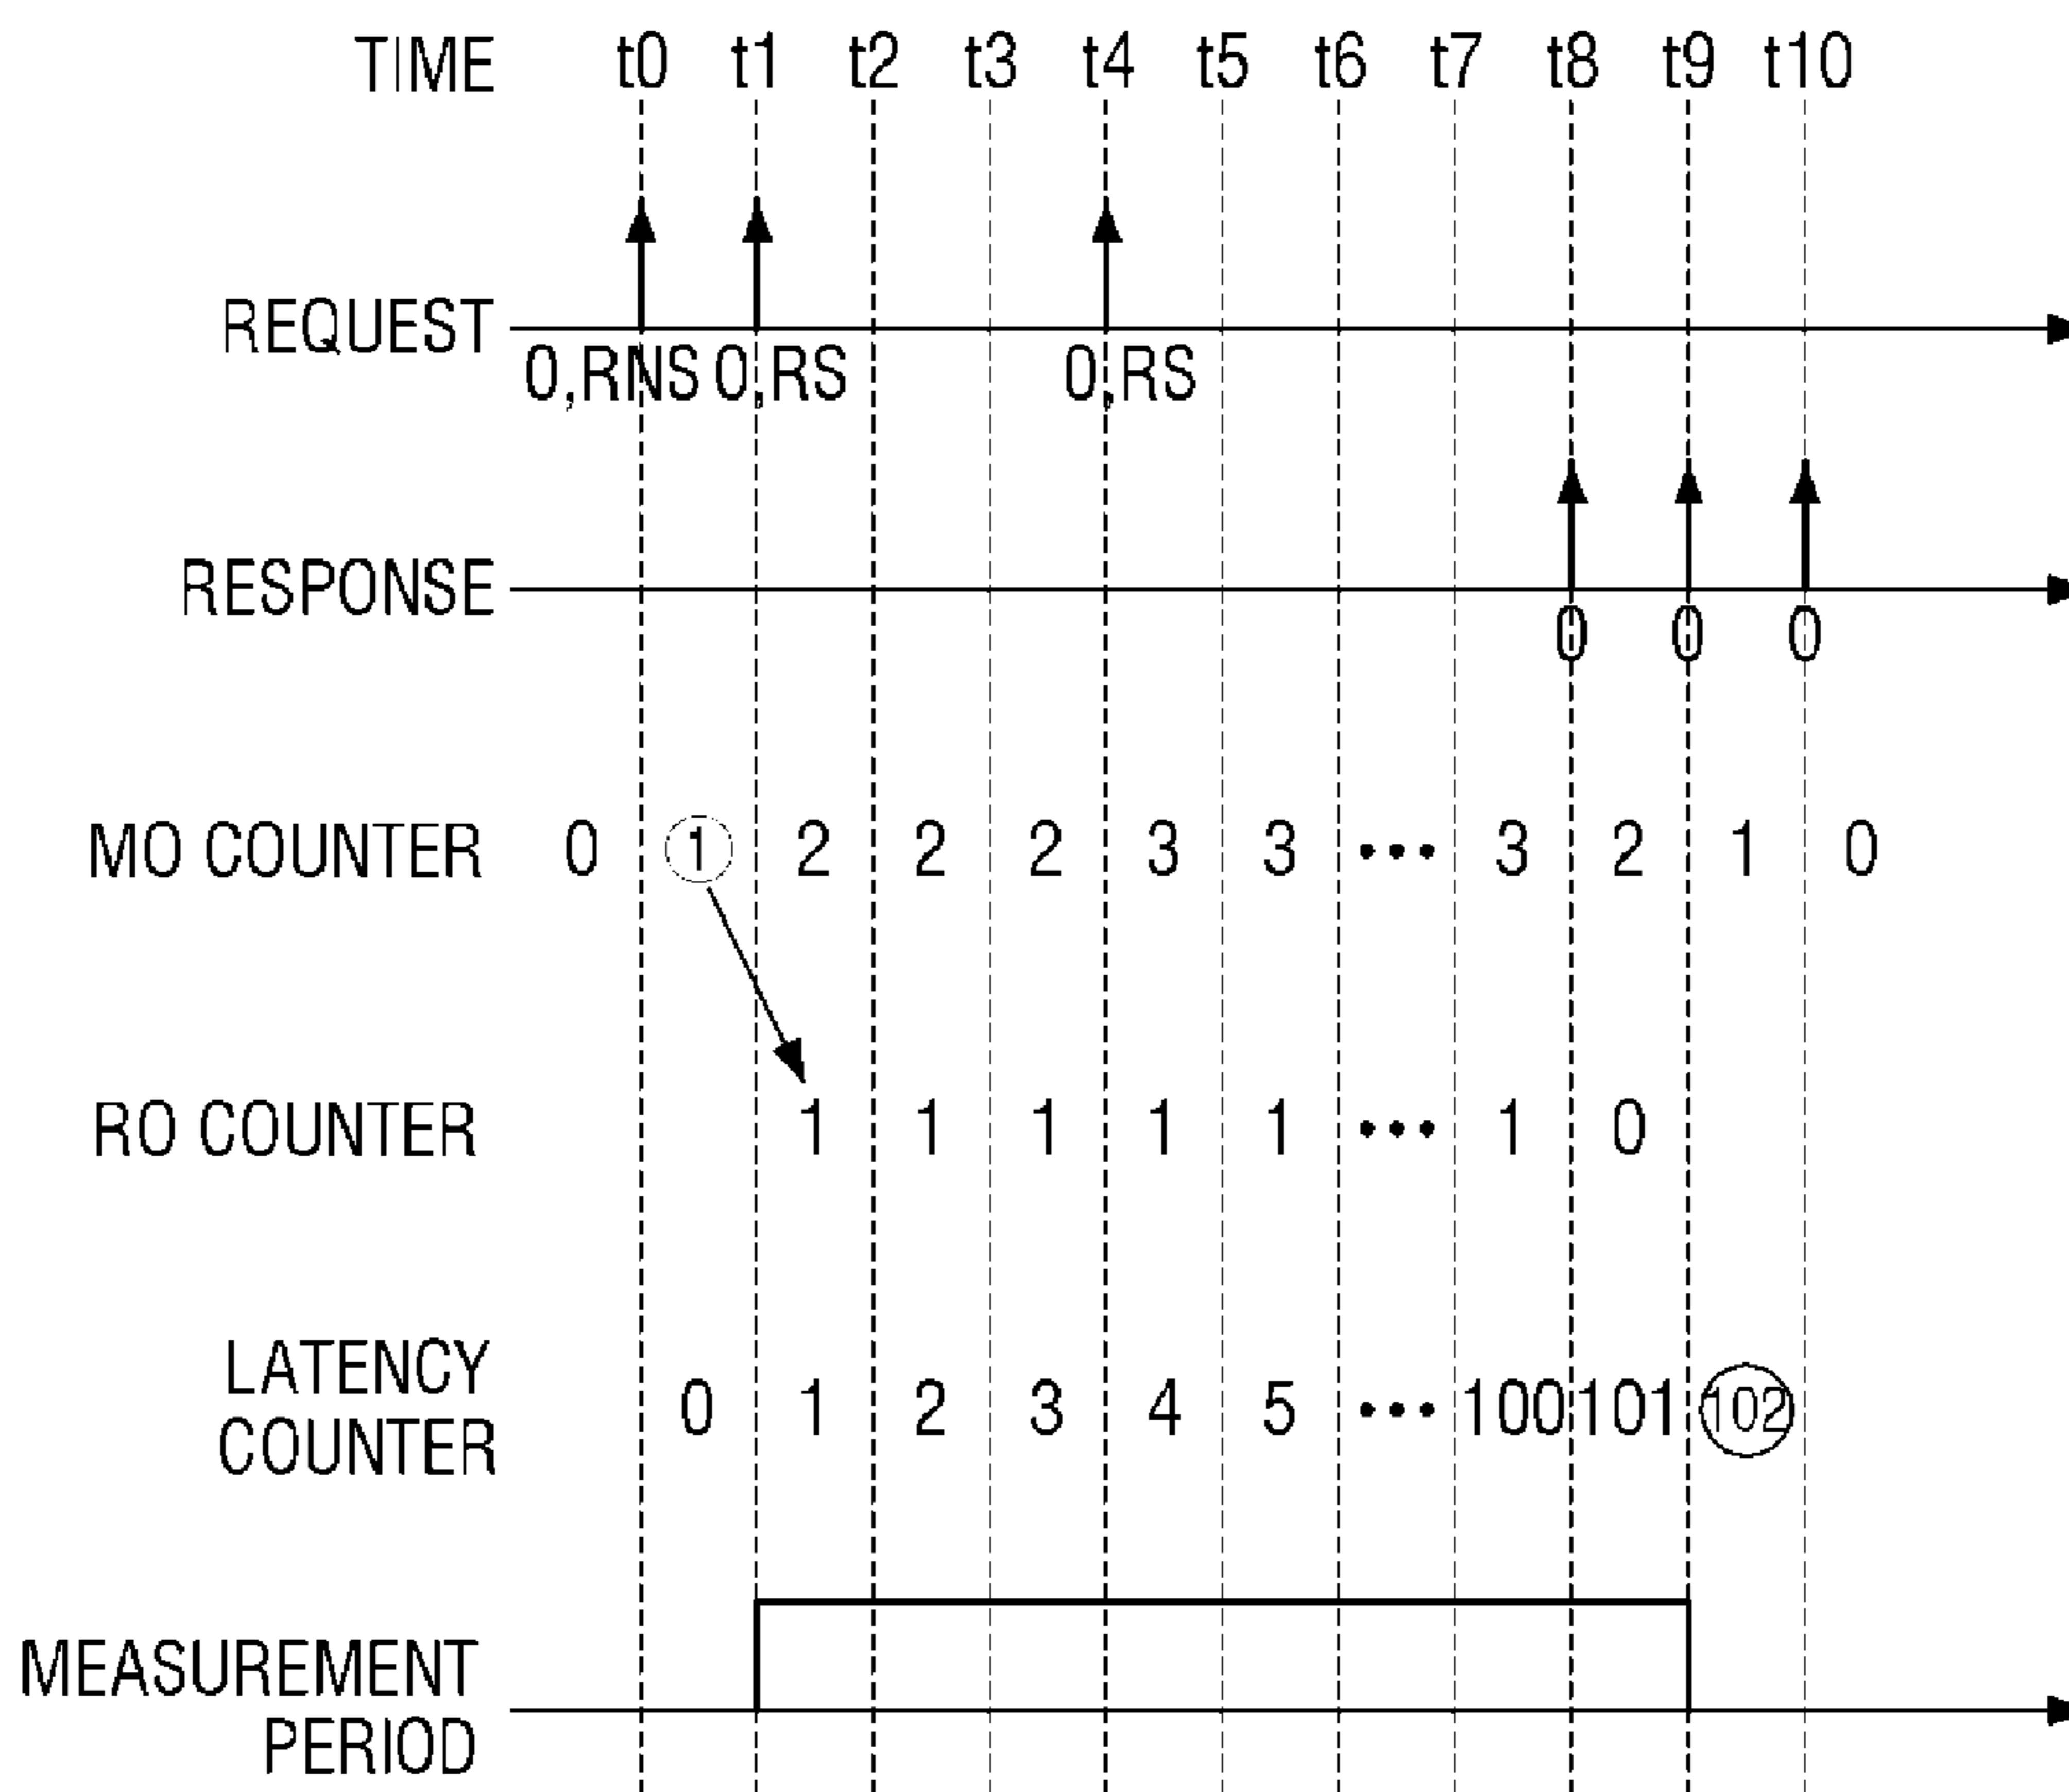 TIME t0 t1 t2 t3 t4 t5 t6 t7 t8 t9 t10
REQUEST
0,RNS 0,RS 0,RS
RESPONSE
0 0 0
MO COUNTER 0 1 2 2 2 3 3 ••• 3 2 1 0
RO COUNTER 1 1 1 1 1 ••• 1 0
LATENCY
COUNTER 0 1 2 3 4 5 ••• 100 101 102
MEASUREMENT
PERIOD